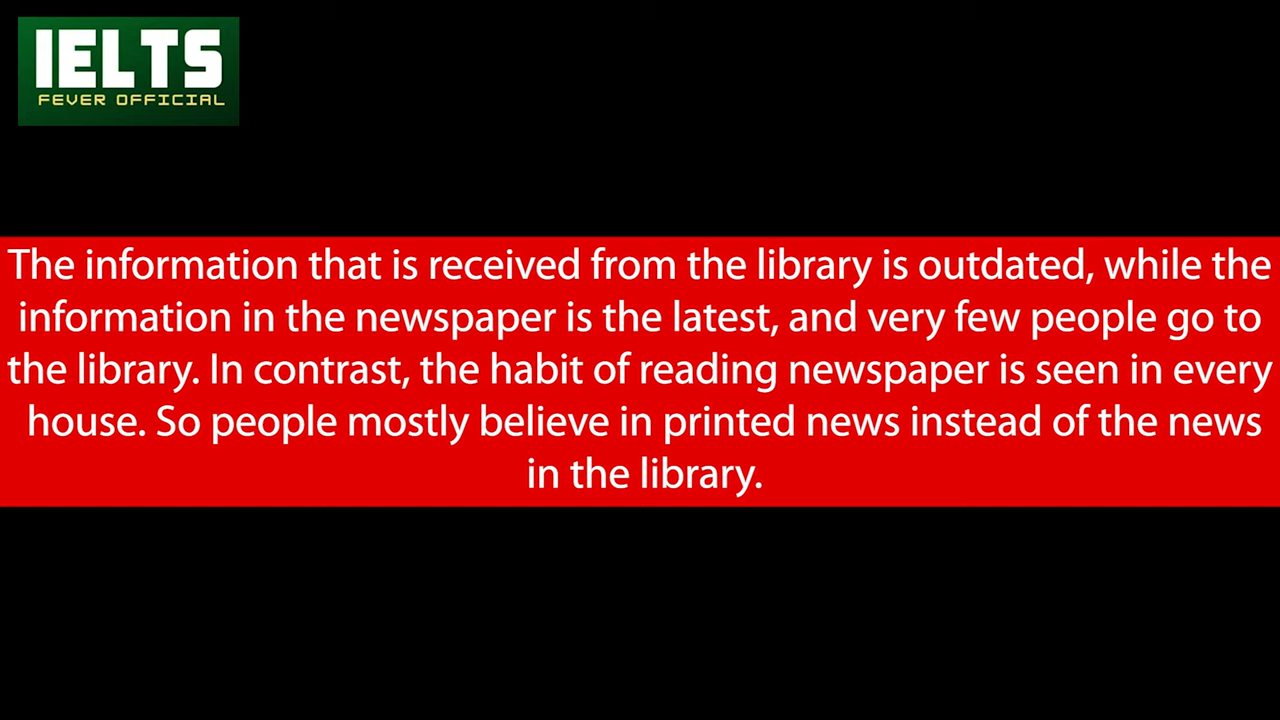 IELTS
FEVER OFFICIAL
The information that is received from the library is outdated, while the
information in the newspaper is the latest, and very few people go to
the library. In contrast, the habit of reading newspaper is seen in every
house. So people mostly believe in printed news instead of the news
in the library.